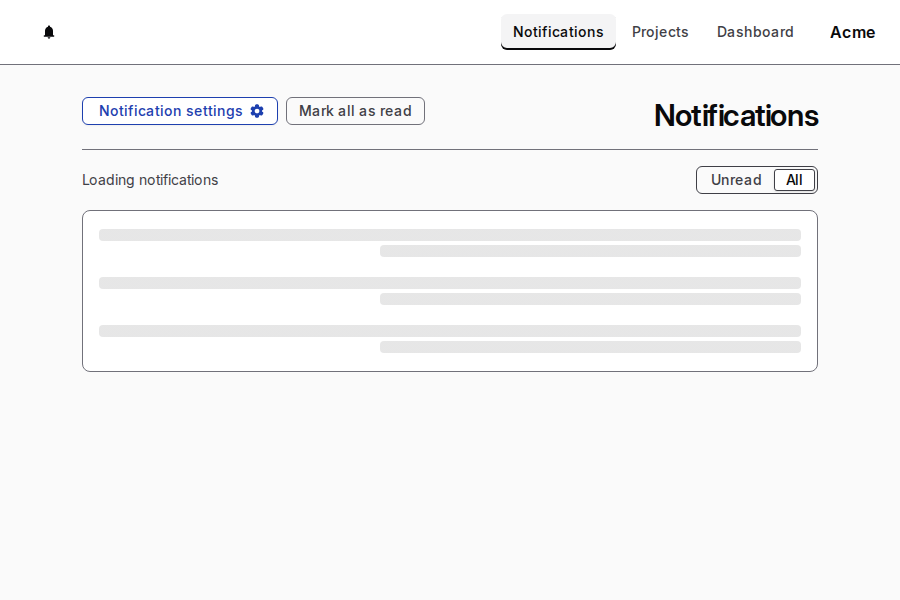 Acme
Dashboard
Projects
Notifications
Notifications
Mark all as read
Notification settings
All
Unread
Loading notifications